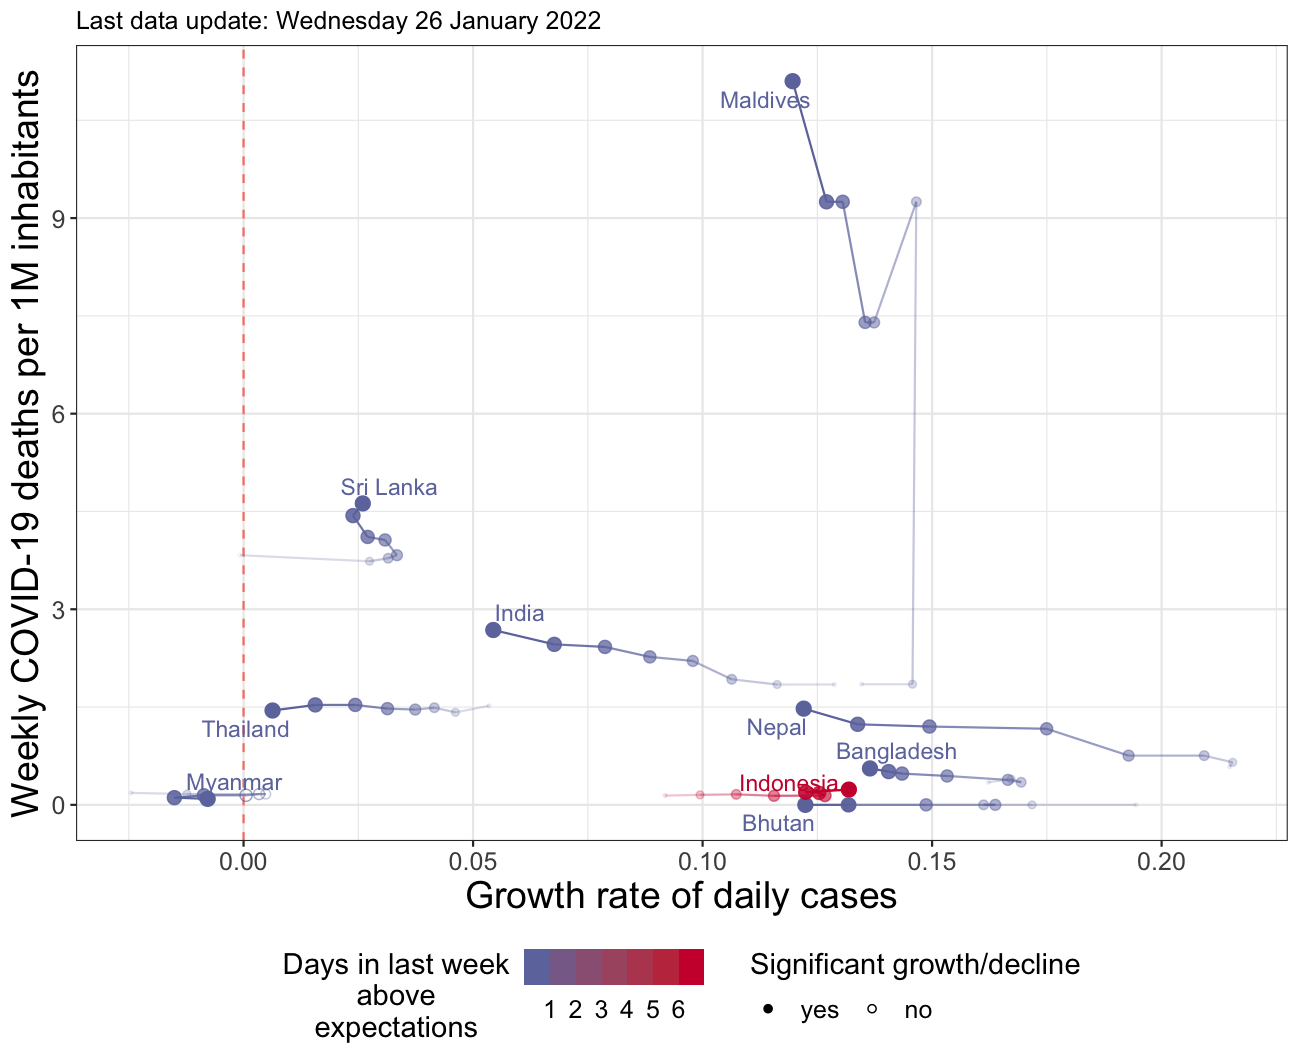 Last data update: Wednesday 26 January 2022
Weekly COVID-19 deaths per 1M inhabitants
9
6
3
0
Maldives
Sri Lanka
India
Thailand
Nepal
Bangladesh
Myanmar
Indonesia
Bhutan
0.00 0.05 0.10 0.15 0.20
Growth rate of daily cases
Days in last week
above
expectations
1 2 3 4 5 6
Significant growth/decline
yes no